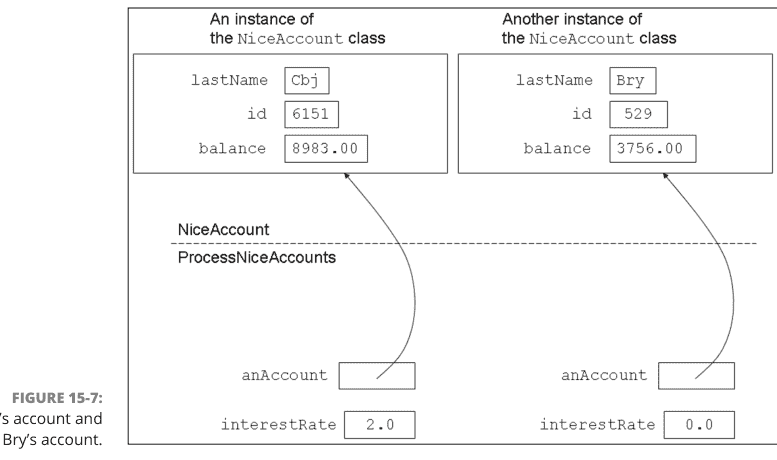 An instance of
the NiceAccount class
lastName Cbj
id 6151
balance 8983.00
Another instance of
the NiceAccount class
lastName Bry
id 529
balance 3756.00
NiceAccount
ProcessNiceAccounts
anAccount
interestRate 2.0
anAccount
interestRate 0.0
FIGURE 15-7:
's account and
Bry's account.